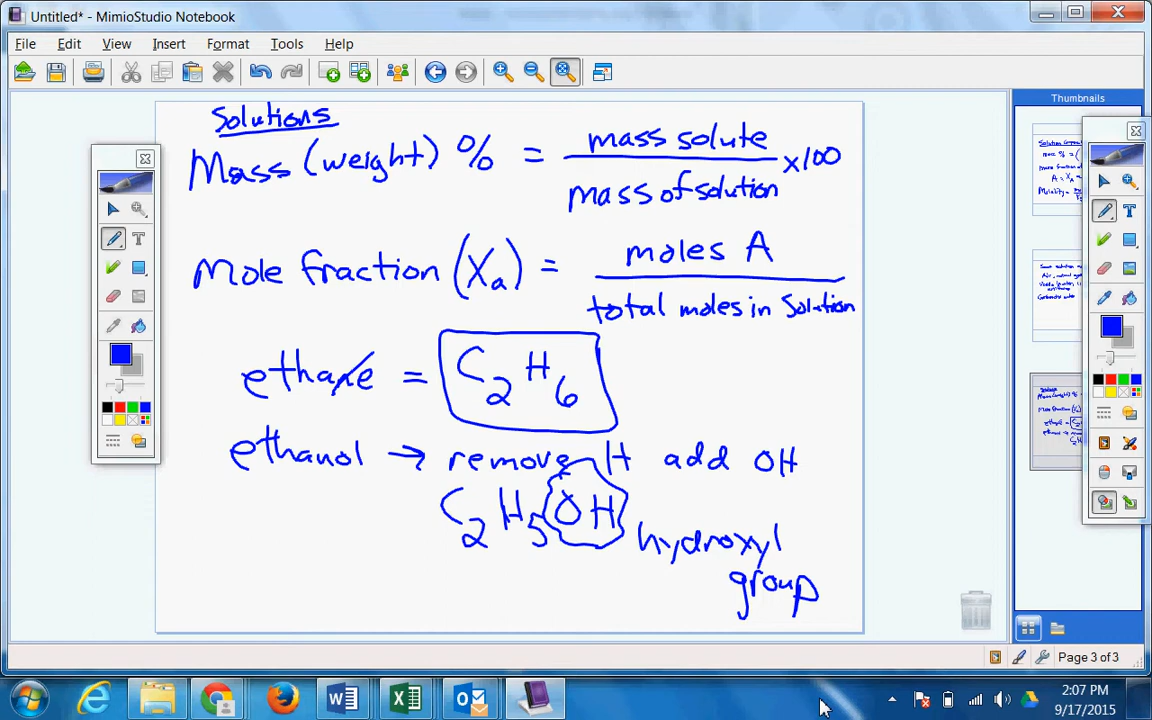 Untitled* - MimioStudio Notebook
File Edit View Insert Format Tools Help
Thumbnails
Solutions
Mass (weight) % = mass solute / mass of solution x100
Mole fraction (Xa) = moles A / total moles in Solution
ethane = C2H6
ethanol → remove H add OH
C2H5OH hydroxyl
group
Page 3 of 3
2:07 PM
9/17/2015